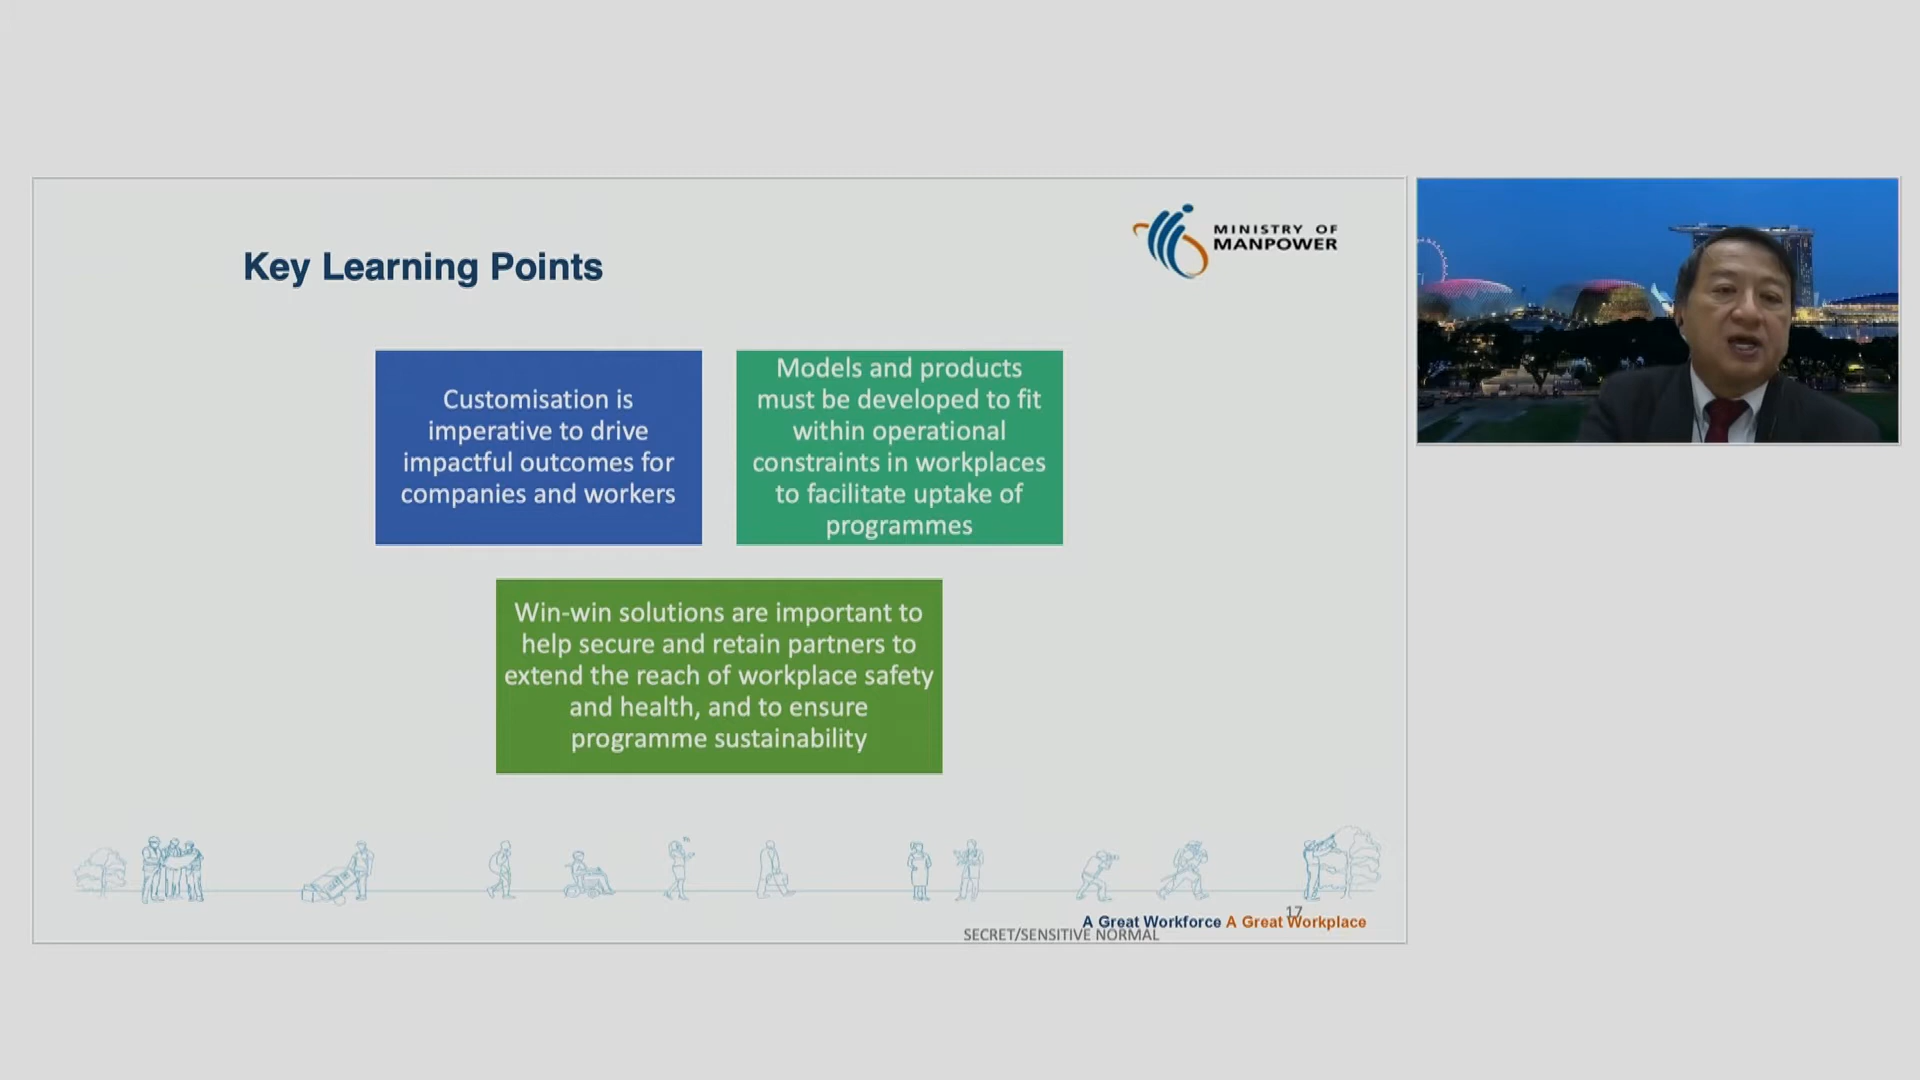 MINISTRY OF
MANPOWER
Key Learning Points
Customisation is
imperative to drive
impactful outcomes for
companies and workers
Models and products
must be developed to fit
within operational
constraints in workplaces
to facilitate uptake of
programmes
Win-win solutions are important to
help secure and retain partners to
extend the reach of workplace safety
and health, and to ensure
programme sustainability
17
A Great Workforce A Great Workplace
SECRET/SENSITIVE NORMAL